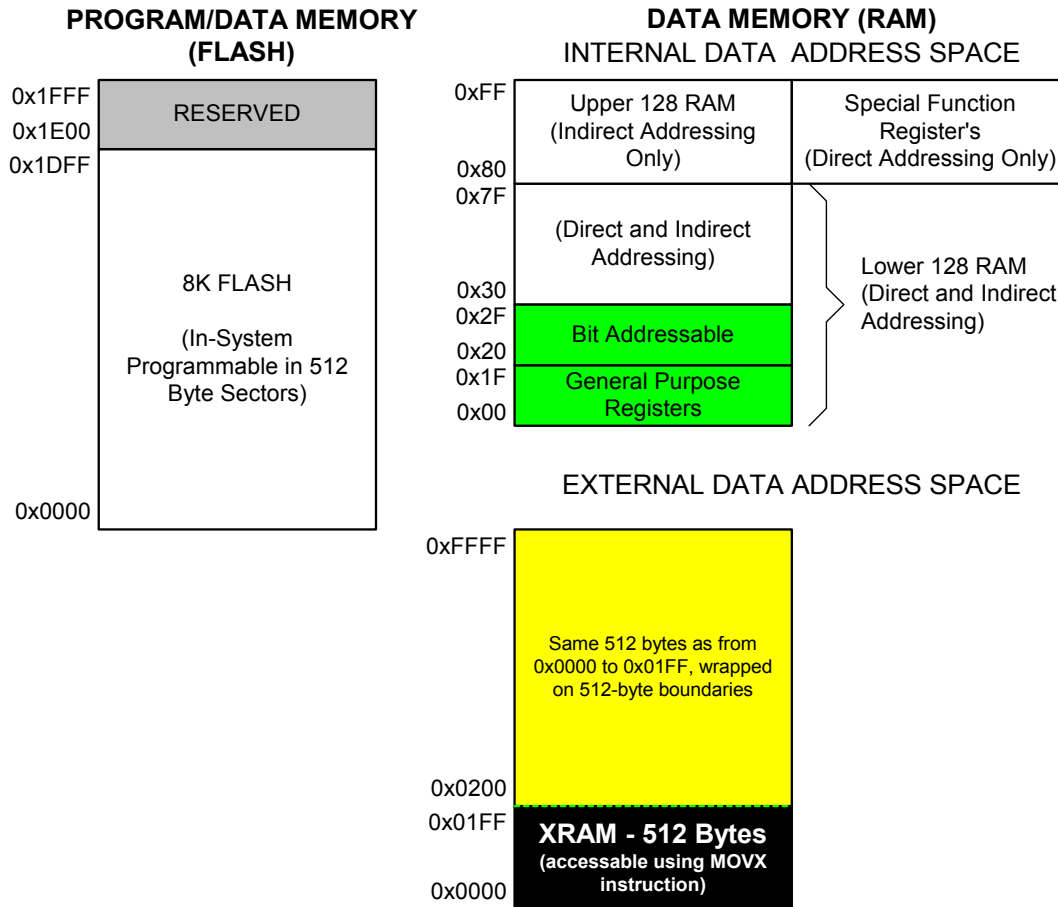 PROGRAM/DATA MEMORY
(FLASH)
0x1FFF
RESERVED
0x1E00
0x1DFF
8K FLASH
(In-System
Programmable in 512
Byte Sectors)
0x0000
DATA MEMORY (RAM)
INTERNAL DATA ADDRESS SPACE
0xFF
Upper 128 RAM
(Indirect Addressing
Only)
Special Function
Register's
(Direct Addressing Only)
0x80
0x7F
(Direct and Indirect
Addressing)
0x30
Lower 128 RAM
(Direct and Indirect
Addressing)
0x2F
Bit Addressable
0x20
0x1F
General Purpose
Registers
0x00
EXTERNAL DATA ADDRESS SPACE
0xFFFF
Same 512 bytes as from
0x0000 to 0x01FF, wrapped
on 512-byte boundaries
0x0200
0x01FF
XRAM - 512 Bytes
(accessable using MOVX
instruction)
0x0000